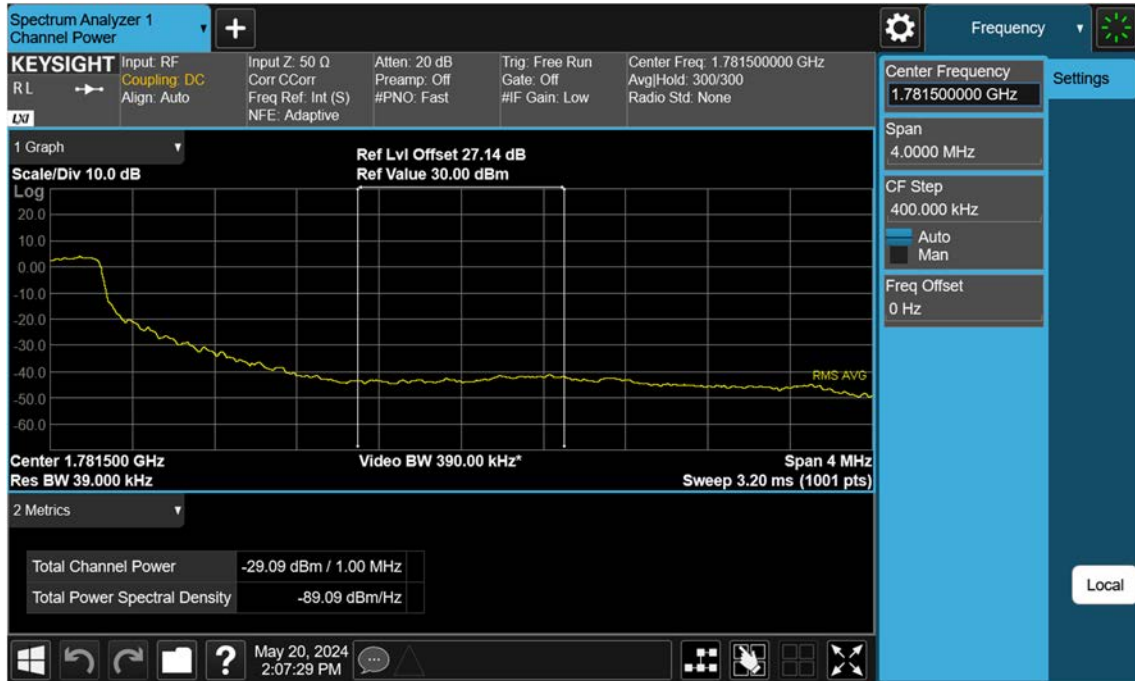 Spectrum Analyzer 1
Channel Power
Frequency
KEYSIGHT
R L
LXI
Input: RF
Coupling: DC
Align: Auto
Input Z: 50 Ω
Corr CCorr
Freq Ref: Int (S)
NFE: Adaptive
Atten: 20 dB
Preamp: Off
#PNO: Fast
Trig: Free Run
Gate: Off
#IF Gain: Low
Center Freq: 1.781500000 GHz
Avg|Hold: 300/300
Radio Std: None
Center Frequency
1.781500000 GHz
Settings
Span
4.0000 MHz
CF Step
400.000 kHz
Auto
Man
Freq Offset
0 Hz
Local
1 Graph
Scale/Div 10.0 dB
Ref Lvl Offset 27.14 dB
Ref Value 30.00 dBm
Log
20.0
10.0
0.00
-10.0
-20.0
-30.0
-40.0
-50.0
-60.0
RMS AVG
Center 1.781500 GHz
Video BW 390.00 kHz*
Span 4 MHz
Res BW 39.000 kHz
Sweep 3.20 ms (1001 pts)
2 Metrics
Total Channel Power -29.09 dBm / 1.00 MHz
Total Power Spectral Density -89.09 dBm/Hz
?
May 20, 2024
2:07:29 PM